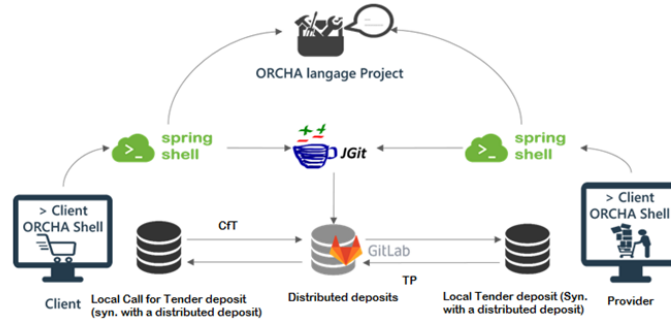 ORCHA langage Project
spring
shell
JGit
spring
shell
> Client
ORCHA Shell
CfT
GitLab
TP
> Client
ORCHA Shell
Client
Local Call for Tender deposit
(syn. with a distributed deposit)
Distributed deposits
Local Tender deposit (Syn.
with a distributed deposit)
Provider